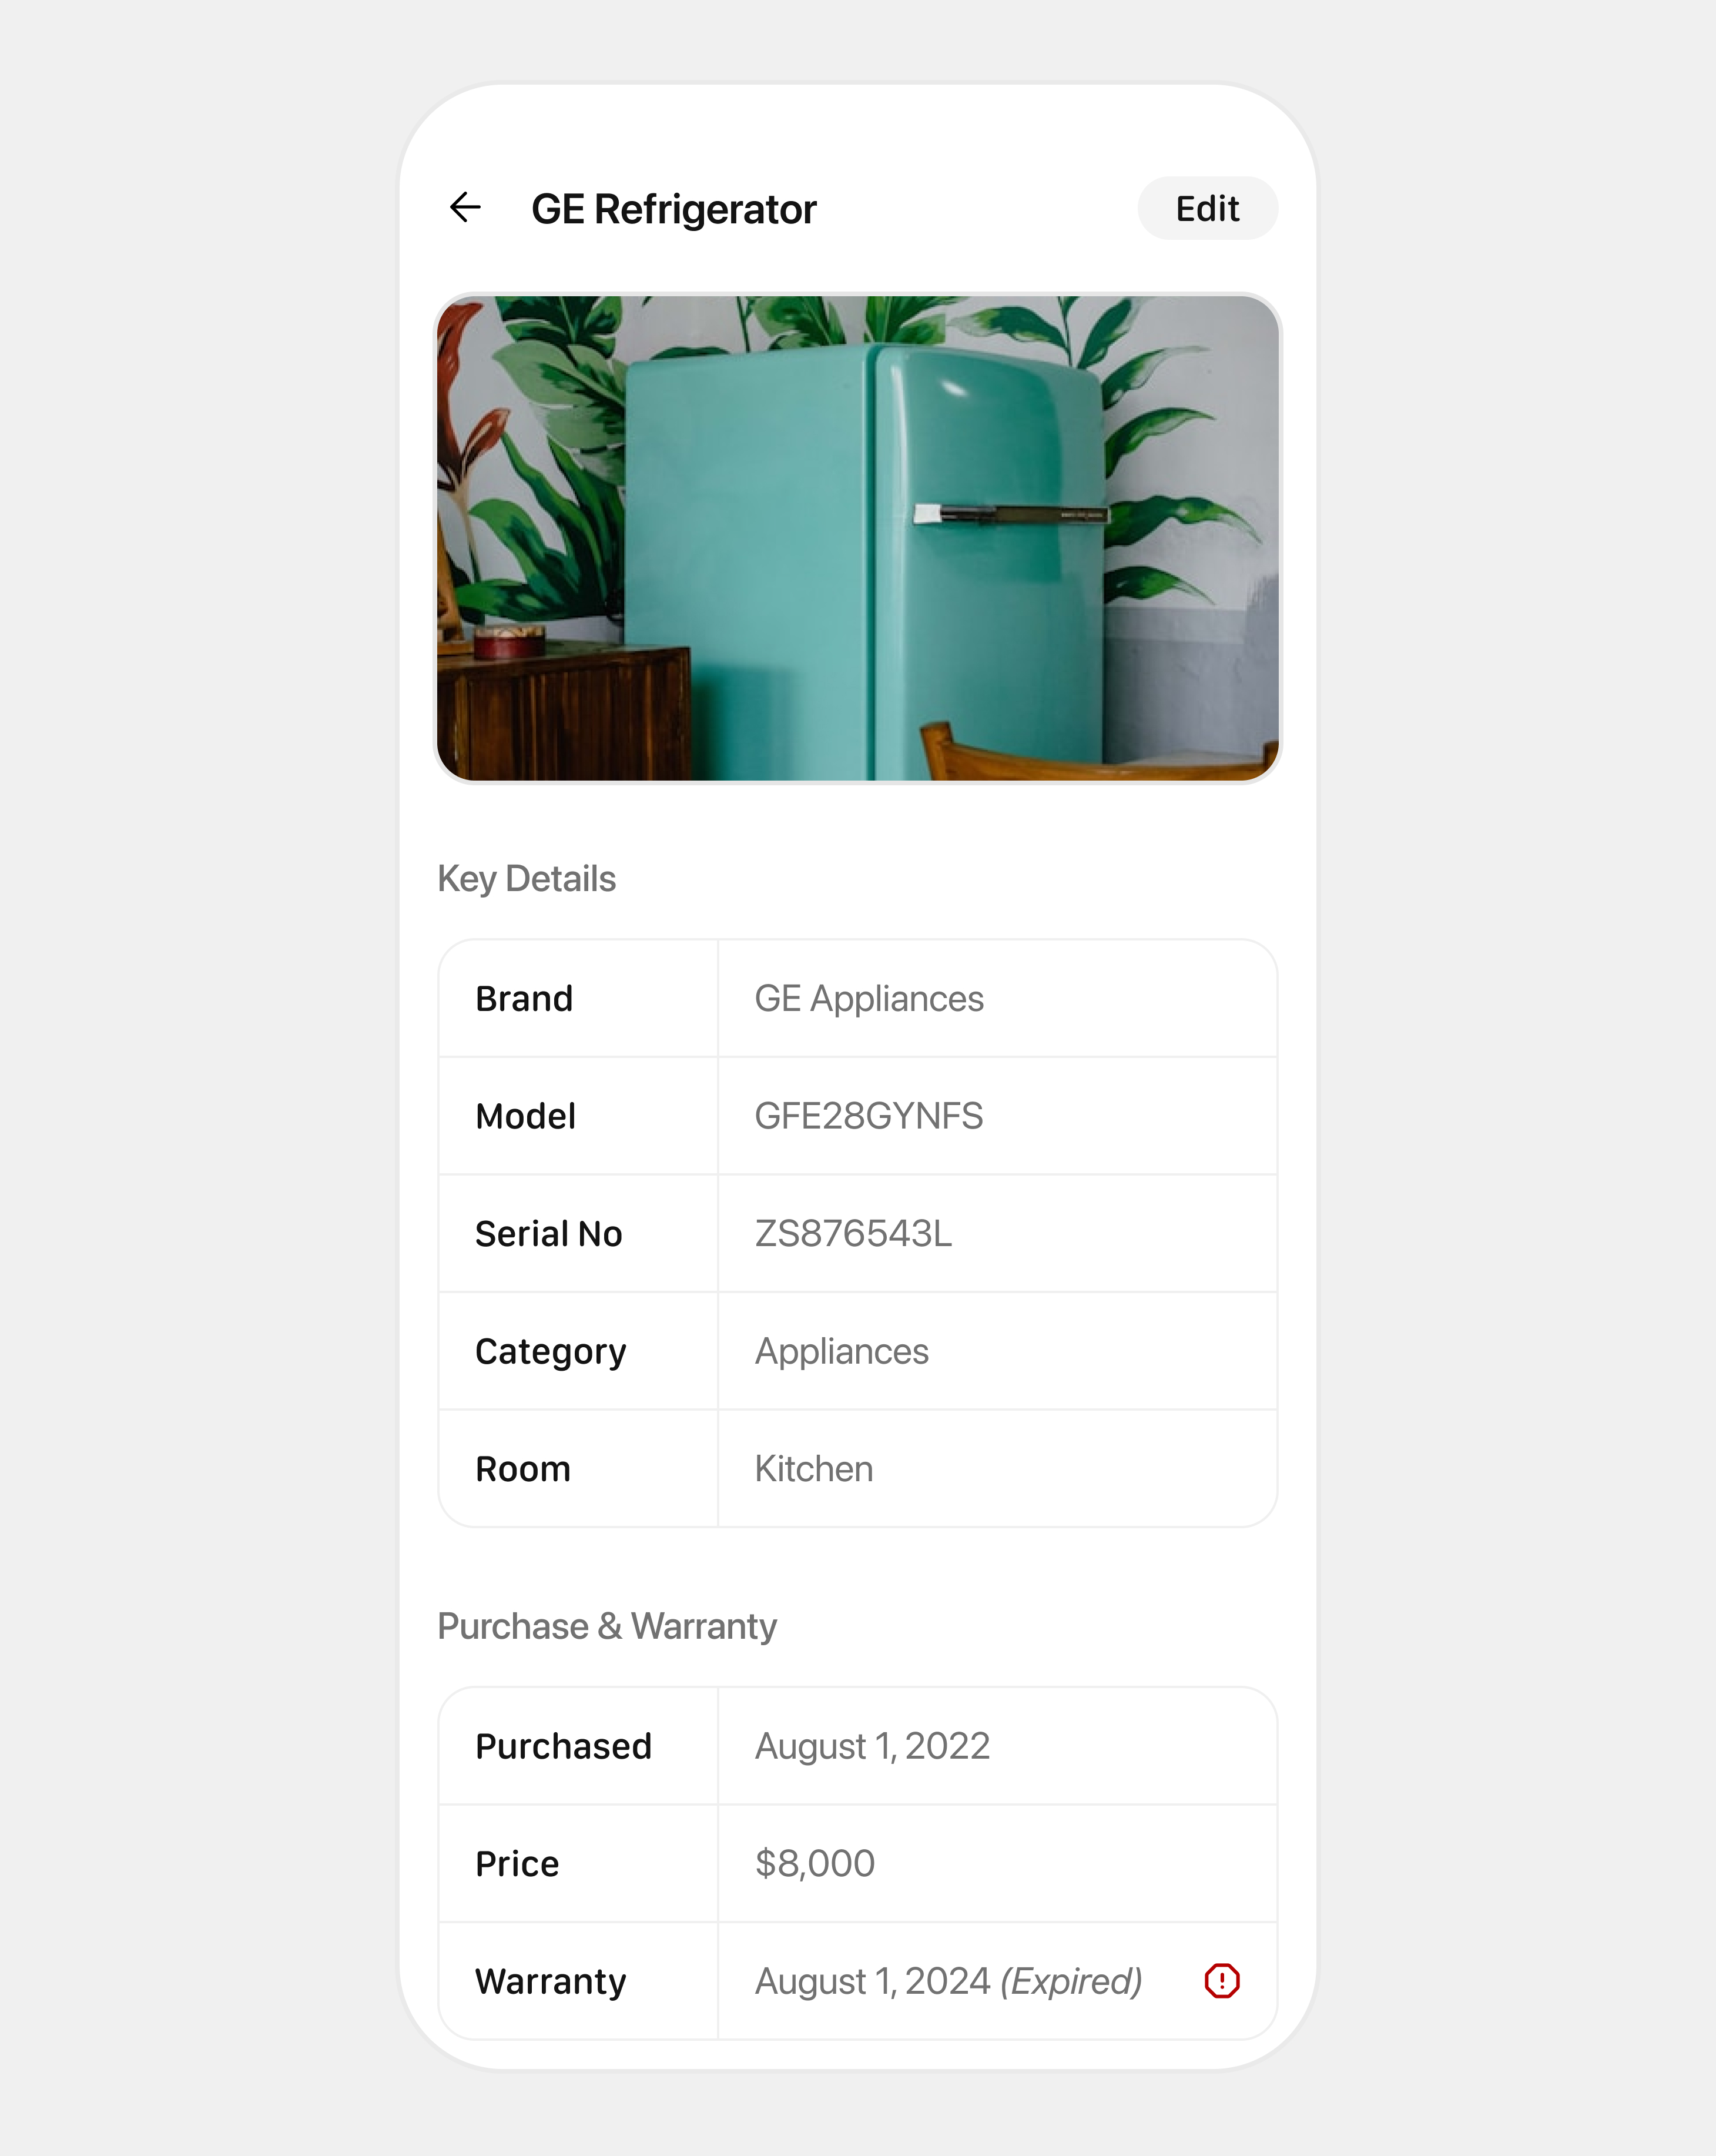 GE Refrigerator
Edit
Key Details
Brand GE Appliances
Model GFE28GYNFS
Serial No ZS876543L
Category Appliances
Room Kitchen
Purchase & Warranty
Purchased August 1, 2022
Price $8,000
Warranty August 1, 2024 (Expired)